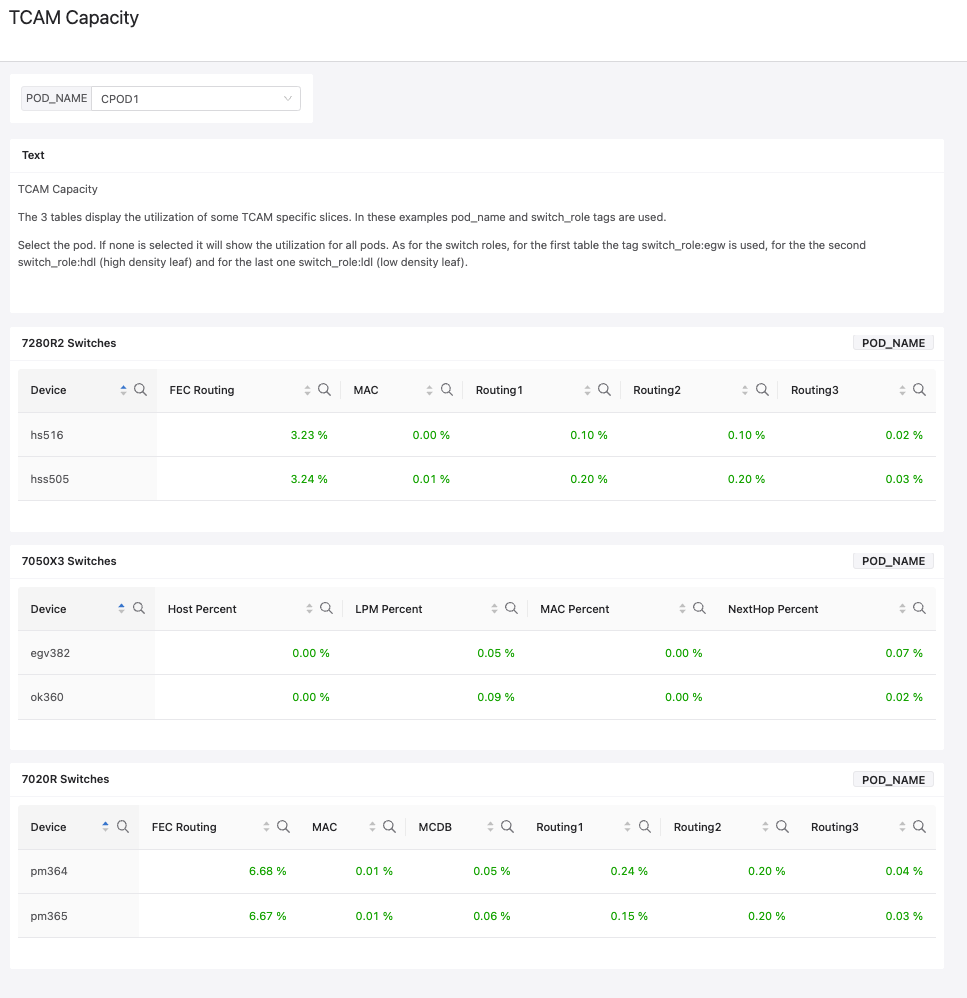 TCAM Capacity
POD_NAME CPOD1
Text
TCAM Capacity
The 3 tables display the utilization of some TCAM specific slices. In these examples pod_name and switch_role tags are used.
Select the pod. If none is selected it will show the utilization for all pods. As for the switch roles, for the first table the tag switch_role:egw is used, for the the second
switch_role:hdl (high density leaf) and for the last one switch_role:ldl (low density leaf).
7280R2 Switches POD_NAME
Device FEC Routing MAC Routing1 Routing2 Routing3
hs516 3.23 % 0.00 % 0.10 % 0.10 % 0.02 %
hss505 3.24 % 0.01 % 0.20 % 0.20 % 0.03 %
7050X3 Switches POD_NAME
Device Host Percent LPM Percent MAC Percent NextHop Percent
egv382 0.00 % 0.05 % 0.00 % 0.07 %
ok360 0.00 % 0.09 % 0.00 % 0.02 %
7020R Switches POD_NAME
Device FEC Routing MAC MCDB Routing1 Routing2 Routing3
pm364 6.68 % 0.01 % 0.05 % 0.24 % 0.20 % 0.04 %
pm365 6.67 % 0.01 % 0.06 % 0.15 % 0.20 % 0.03 %